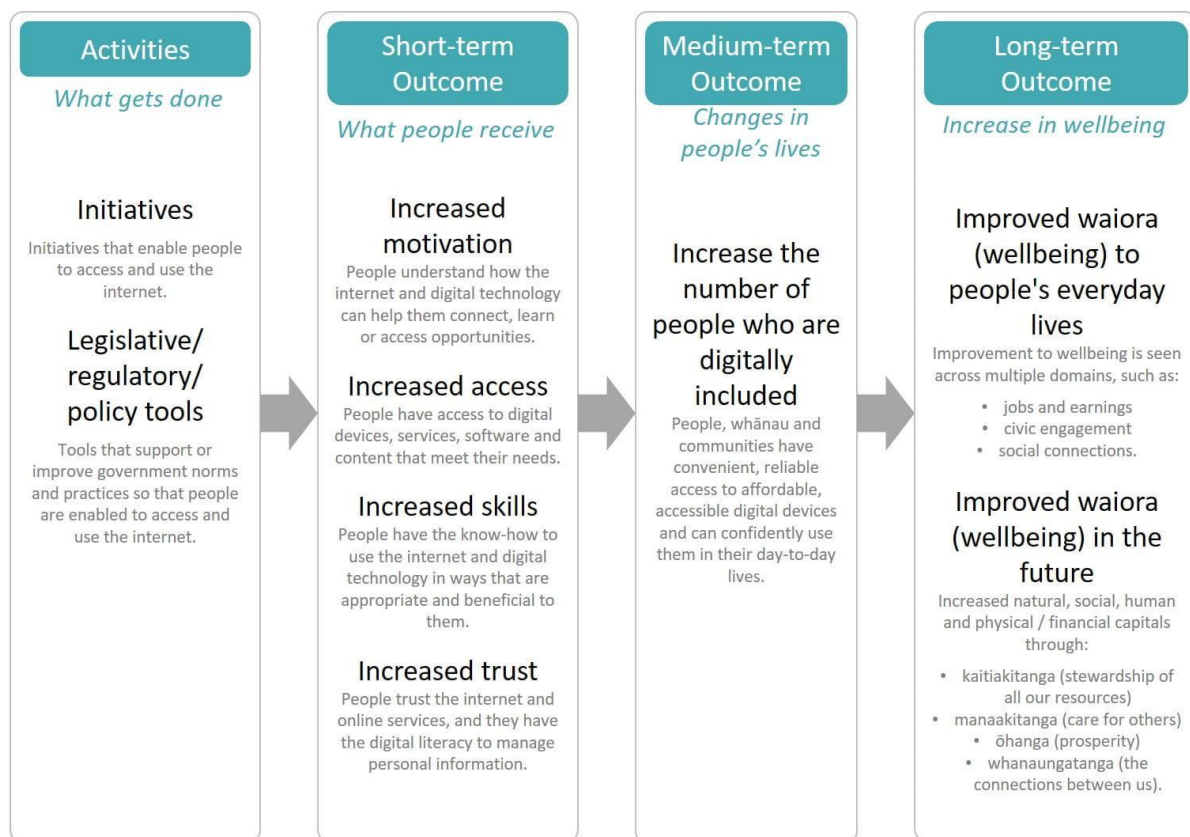 Activities
What gets done
Initiatives
Initiatives that enable people
to access and use the
internet.
Legislative/
regulatory/
policy tools
Tools that support or
improve government norms
and practices so that people
are enabled to access and
use the internet.
Short-term
Outcome
What people receive
Increased
motivation
People understand how the
internet and digital technology
can help them connect, learn
or access opportunities.
Increased access
People have access to digital
devices, services, software and
content that meet their needs.
Increased skills
People have the know-how to
use the internet and digital
technology in ways that are
appropriate and beneficial to
them.
Increased trust
People trust the internet and
online services, and they have
the digital literacy to manage
personal information.
Medium-term
Outcome
Changes in
people’s lives
Increase the
number of
people who are
digitally
included
People, whānau and
communities have
convenient, reliable
access to affordable,
accessible digital devices
and can confidently use
them in their day-to-day
lives.
Long-term
Outcome
Increase in wellbeing
Improved waiora
(wellbeing) to
people's everyday
lives
Improvement to wellbeing is seen
across multiple domains, such as:
• jobs and earnings
• civic engagement
• social connections.
Improved waiora
(wellbeing) in the
future
Increased natural, social, human
and physical / financial capitals
through:
• kaitiakitanga (stewardship of
all our resources)
• manaakitanga (care for others)
• ōhanga (prosperity)
• whanaungatanga (the
connections between us).